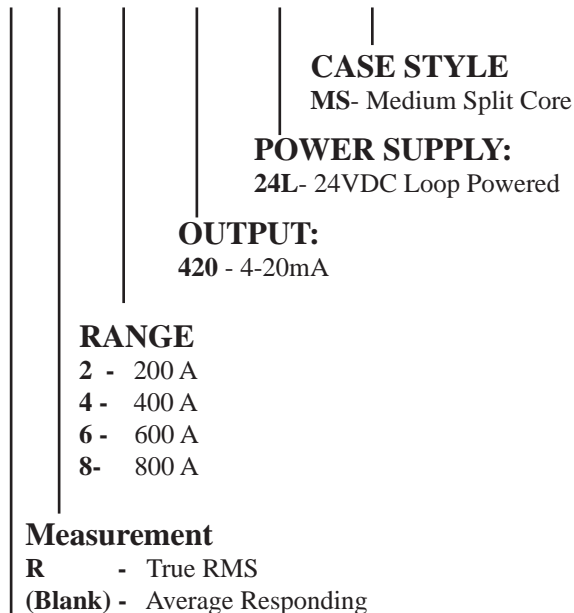 CASE STYLE
MS- Medium Split Core
POWER SUPPLY:
24L- 24VDC Loop Powered
OUTPUT:
420 - 4-20mA
RANGE
2 - 200 A
4 - 400 A
6 - 600 A
8- 800 A
Measurement
R - True RMS
(Blank) - Average Responding